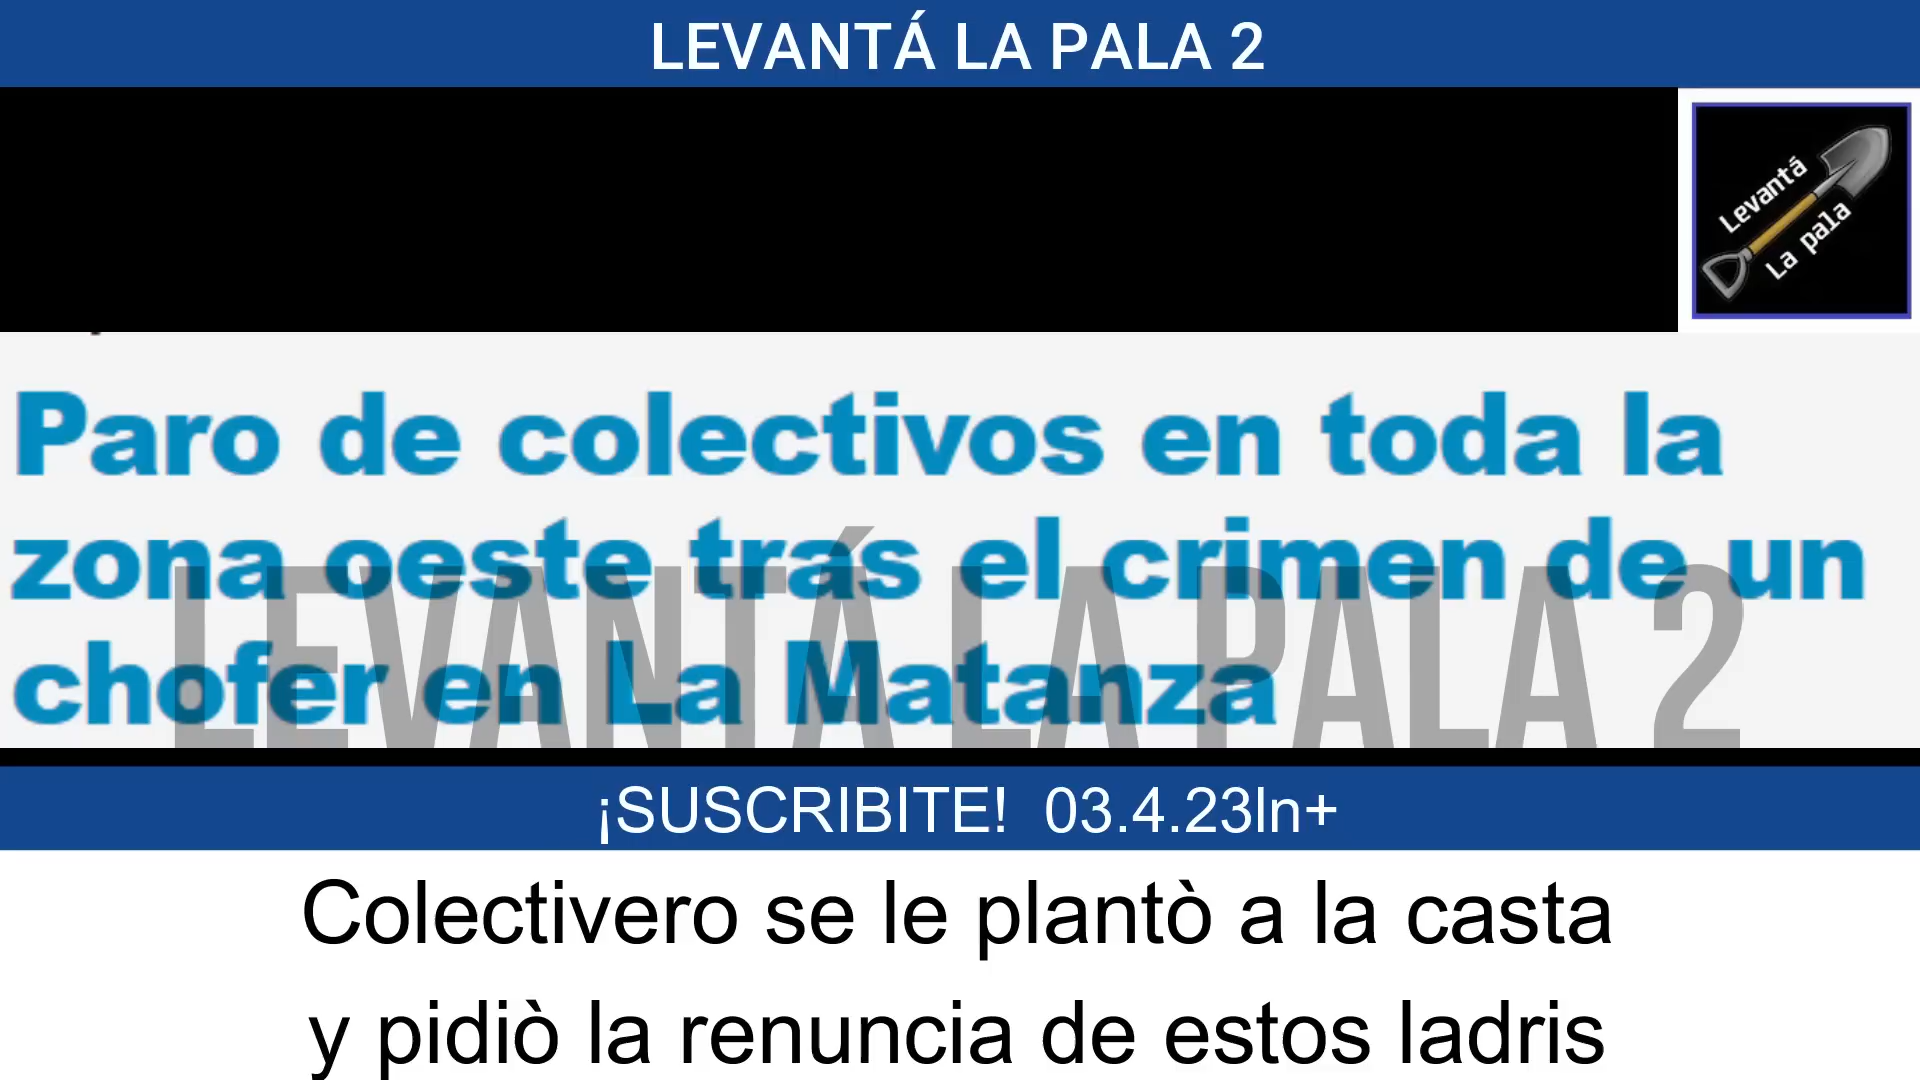 LEVANTÁ LA PALA 2
Levantá
La pala
Paro de colectivos en toda la
zona oeste tras el crimen de un
chofer en La Matanza
LEVANTÁ LA PALA 2
¡SUSCRIBITE! 03.4.23ln+
Colectivero se le plantò a la casta
y pidiò la renuncia de estos ladris